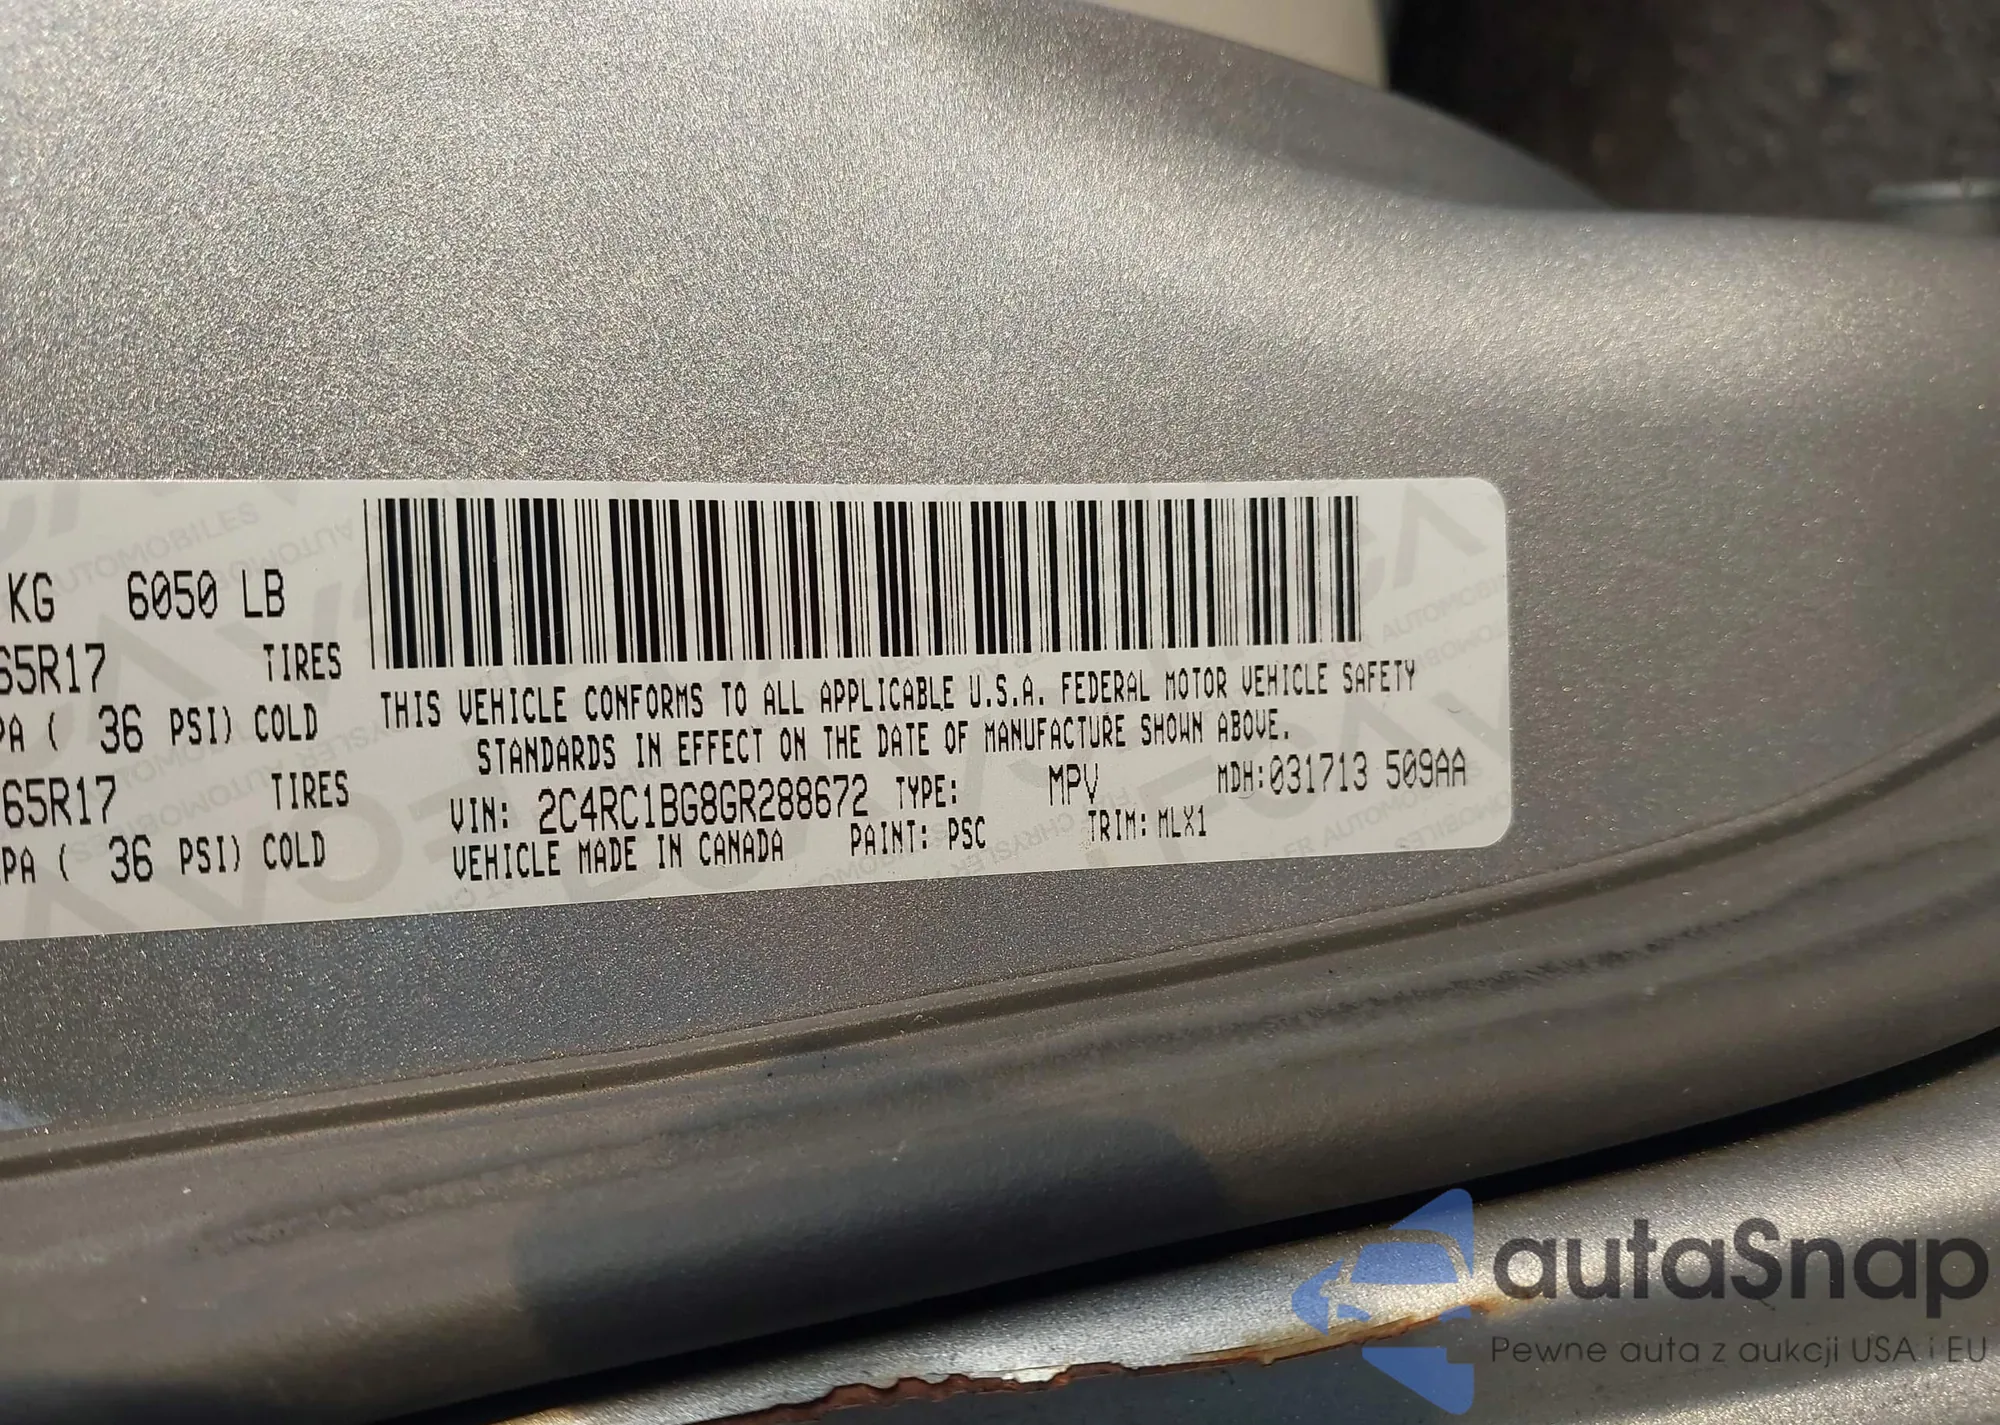 KG 6050 LB
65R17 TIRES
PA ( 36 PSI) COLD
65R17 TIRES
PA ( 36 PSI) COLD
THIS VEHICLE CONFORMS TO ALL APPLICABLE U.S.A. FEDERAL MOTOR VEHICLE SAFETY
STANDARDS IN EFFECT ON THE DATE OF MANUFACTURE SHOWN ABOVE.
VIN: 2C4RC1BG8GR288672 TYPE: MPV MDH:031713 509AA
VEHICLE MADE IN CANADA PAINT: PSC TRIM: MLX1
autaSnap
Pewne auta z aukcji USA i EU